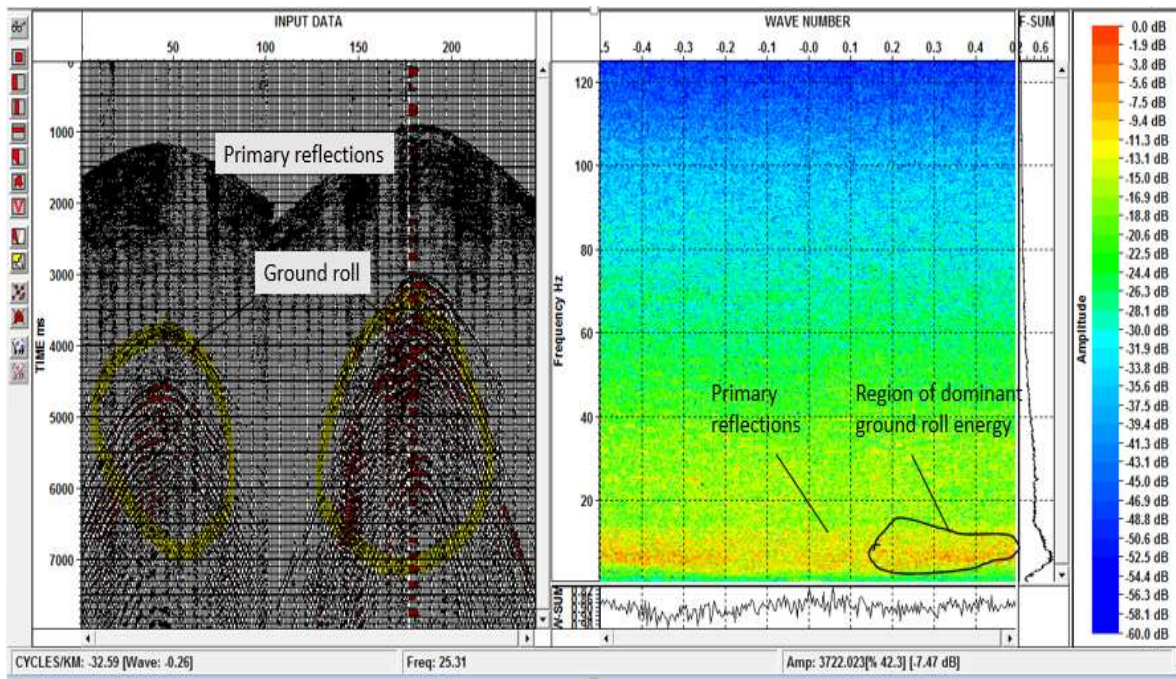 INPUT DATA
50 100 150 200
0
1000
2000
3000
4000
5000
6000
7000
TIME ms
Primary reflections
Ground roll
WAVE NUMBER
.5 -0.4 -0.3 -0.2 -0.1 -0.0 0.1 0.2 0.3 0.4
120
100
80
60
40
20
Frequency Hz
Primary
reflections
Region of dominant
ground roll energy
F-SUM
0.6
-SUM
0.0 dB
-1.9 dB
-3.8 dB
-5.6 dB
-7.5 dB
-9.4 dB
-11.3 dB
-13.1 dB
-15.0 dB
-16.9 dB
-18.8 dB
-20.6 dB
-22.5 dB
-24.4 dB
-26.3 dB
-28.1 dB
-30.0 dB
-31.9 dB
-33.8 dB
-35.6 dB
-37.5 dB
-39.4 dB
-41.3 dB
-43.1 dB
-45.0 dB
-46.9 dB
-48.8 dB
-50.6 dB
-52.5 dB
-54.4 dB
-56.3 dB
-58.1 dB
-60.0 dB
Amplitude
CYCLES/KM: -32.59 [Wave: -0.26]
Freq: 25.31
Amp: 3722.023[% 42.3] [-7.47 dB]